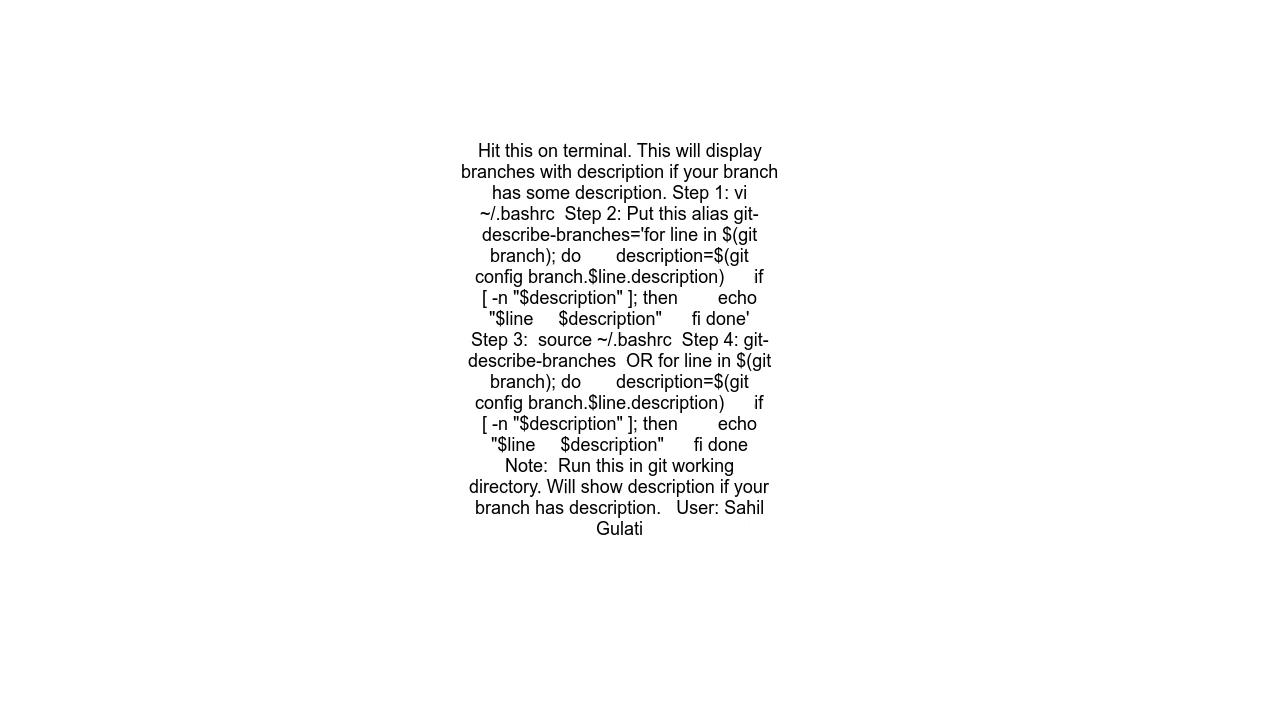 Hit this on terminal. This will display
branches with description if your branch
has some description. Step 1: vi
~/.bashrc  Step 2: Put this alias git-
describe-branches='for line in $(git
branch); do       description=$(git
config branch.$line.description)      if
[ -n "$description" ]; then        echo
"$line     $description"      fi done'
Step 3:  source ~/.bashrc  Step 4: git-
describe-branches  OR for line in $(git
branch); do       description=$(git
config branch.$line.description)      if
[ -n "$description" ]; then        echo
"$line     $description"      fi done
Note:  Run this in git working
directory. Will show description if your
branch has description.   User: Sahil
Gulati